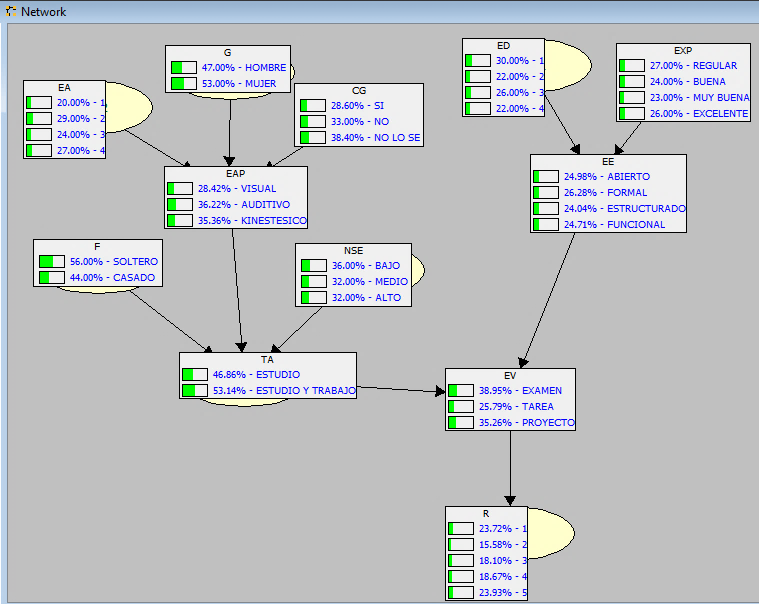 Network
G
47.00% - HOMBRE
53.00% - MUJER
ED
30.00% - 1
22.00% - 2
26.00% - 3
22.00% - 4
EXP
27.00% - REGULAR
24.00% - BUENA
23.00% - MUY BUENA
26.00% - EXCELENTE
EA
20.00% - 1
29.00% - 2
24.00% - 3
27.00% - 4
CG
28.60% - SI
33.00% - NO
38.40% - NO LO SE
EAP
28.42% - VISUAL
36.22% - AUDITIVO
35.36% - KINESTESICO
EE
24.98% - ABIERTO
26.28% - FORMAL
24.04% - ESTRUCTURADO
24.71% - FUNCIONAL
F
56.00% - SOLTERO
44.00% - CASADO
NSE
36.00% - BAJO
32.00% - MEDIO
32.00% - ALTO
TA
46.86% - ESTUDIO
53.14% - ESTUDIO Y TRABAJO
EV
38.95% - EXAMEN
25.79% - TAREA
35.26% - PROYECTO
R
23.72% - 1
15.58% - 2
18.10% - 3
18.67% - 4
23.93% - 5